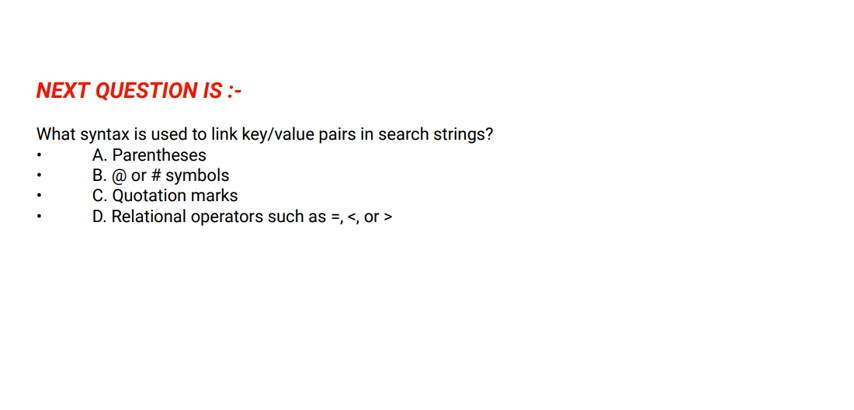 NEXT QUESTION IS :-
What syntax is used to link key/value pairs in search strings?
• A. Parentheses
• B. @ or # symbols
• C. Quotation marks
• D. Relational operators such as =, <, or >